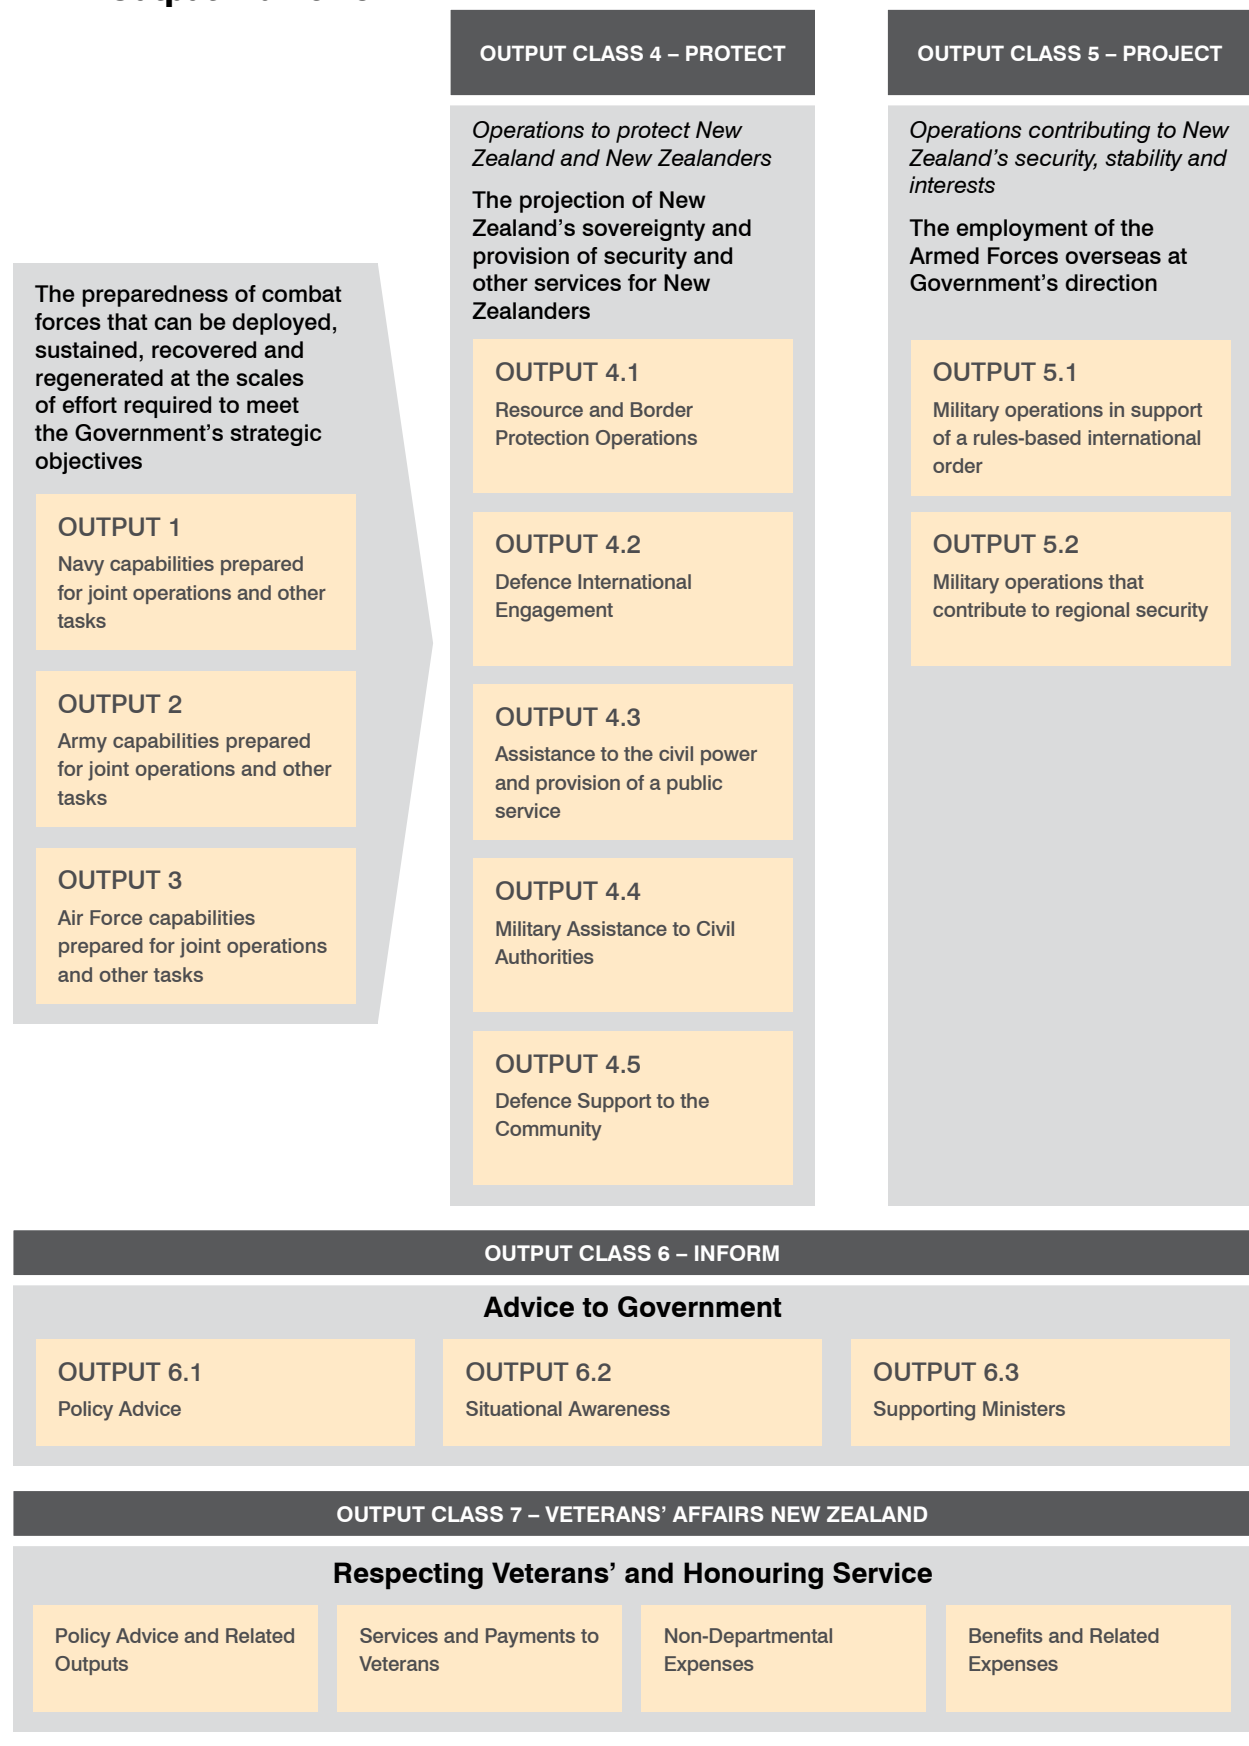 The preparedness of combat
forces that can be deployed,
sustained, recovered and
regenerated at the scales
of effort required to meet
the Government's strategic
objectives
OUTPUT 1
Navy capabilities prepared
for joint operations and other
tasks
OUTPUT 2
Army capabilities prepared
for joint operations and other
tasks
OUTPUT 3
Air Force capabilities
prepared for joint operations
and other tasks
OUTPUT CLASS 4 – PROTECT
Operations to protect New
Zealand and New Zealanders
The projection of New
Zealand's sovereignty and
provision of security and
other services for New
Zealanders
OUTPUT 4.1
Resource and Border
Protection Operations
OUTPUT 4.2
Defence International
Engagement
OUTPUT 4.3
Assistance to the civil power
and provision of a public
service
OUTPUT 4.4
Military Assistance to Civil
Authorities
OUTPUT 4.5
Defence Support to the
Community
OUTPUT CLASS 5 – PROJECT
Operations contributing to New
Zealand's security, stability and
interests
The employment of the
Armed Forces overseas at
Government's direction
OUTPUT 5.1
Military operations in support
of a rules-based international
order
OUTPUT 5.2
Military operations that
contribute to regional security
OUTPUT CLASS 6 – INFORM
Advice to Government
OUTPUT 6.1
Policy Advice
OUTPUT 6.2
Situational Awareness
OUTPUT 6.3
Supporting Ministers
OUTPUT CLASS 7 – VETERANS' AFFAIRS NEW ZEALAND
Respecting Veterans' and Honouring Service
Policy Advice and Related
Outputs
Services and Payments to
Veterans
Non-Departmental
Expenses
Benefits and Related
Expenses